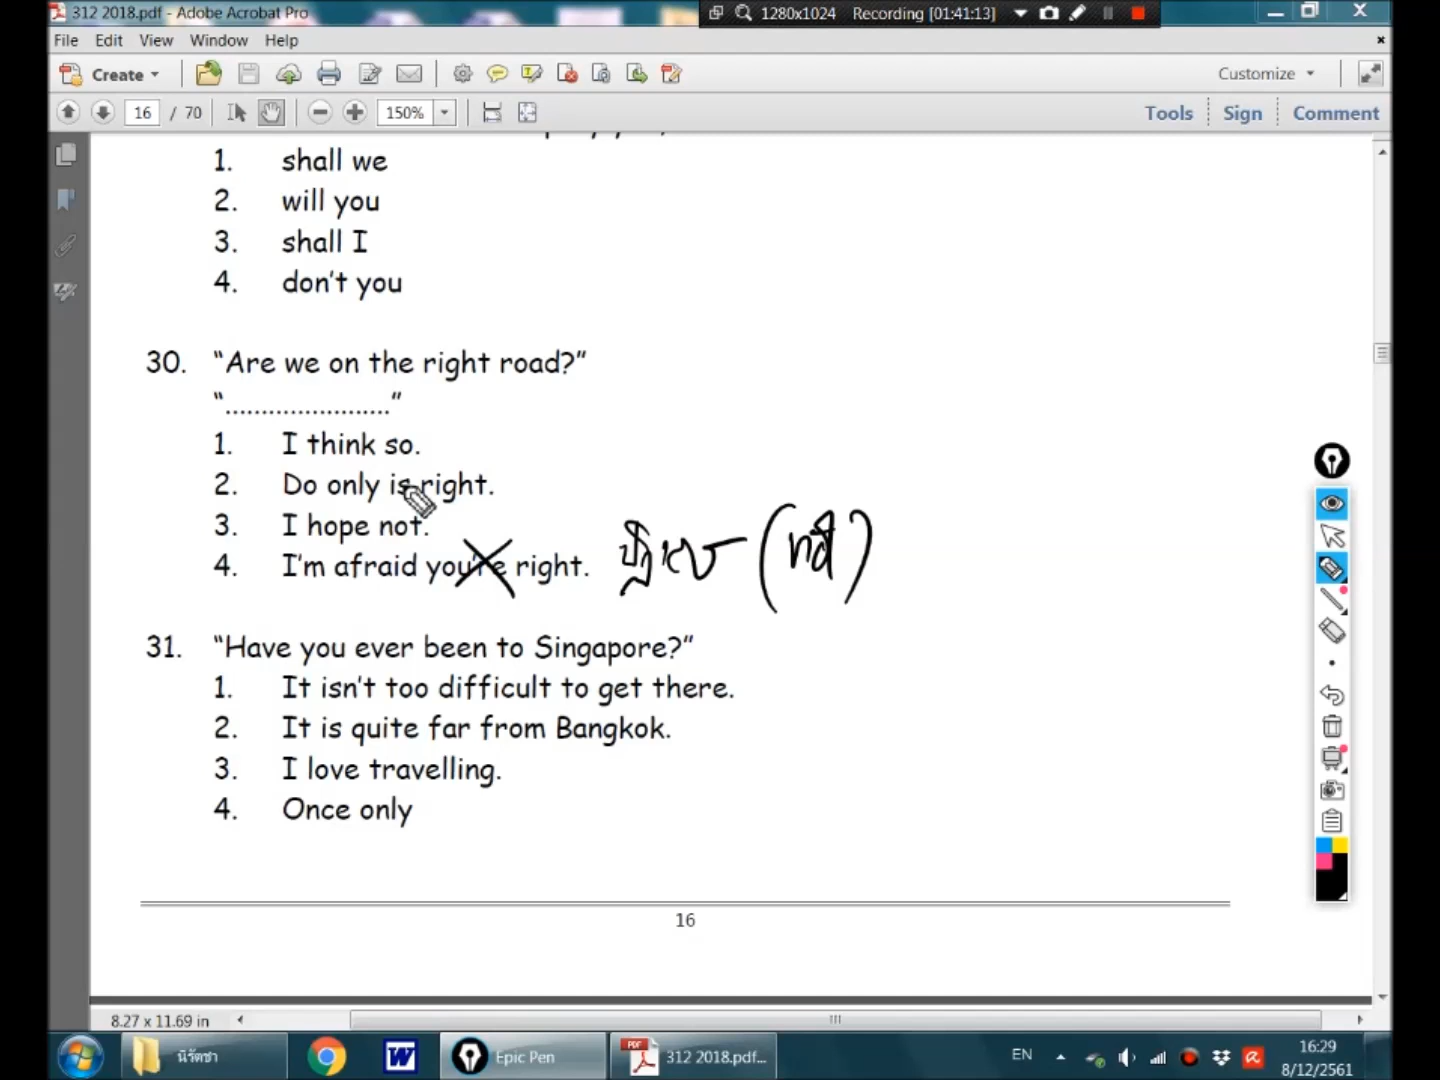 312 2018.pdf - Adobe Acrobat Pro
1280x1024 Recording [01:41:13]
File Edit View Window Help
Create Customize
16 / 70 150% Tools Sign Comment
1. shall we
2. will you
3. shall I
4. don't you
30. "Are we on the right road?"
"......................."
1. I think so.
2. Do only is right.
3. I hope not.
4. I'm afraid you're right.
31. "Have you ever been to Singapore?"
1. It isn't too difficult to get there.
2. It is quite far from Bangkok.
3. I love travelling.
4. Once only
16
8.27 x 11.69 in
นิรัตชา Epic Pen 312 2018.pdf... EN 16:29
8/12/2561